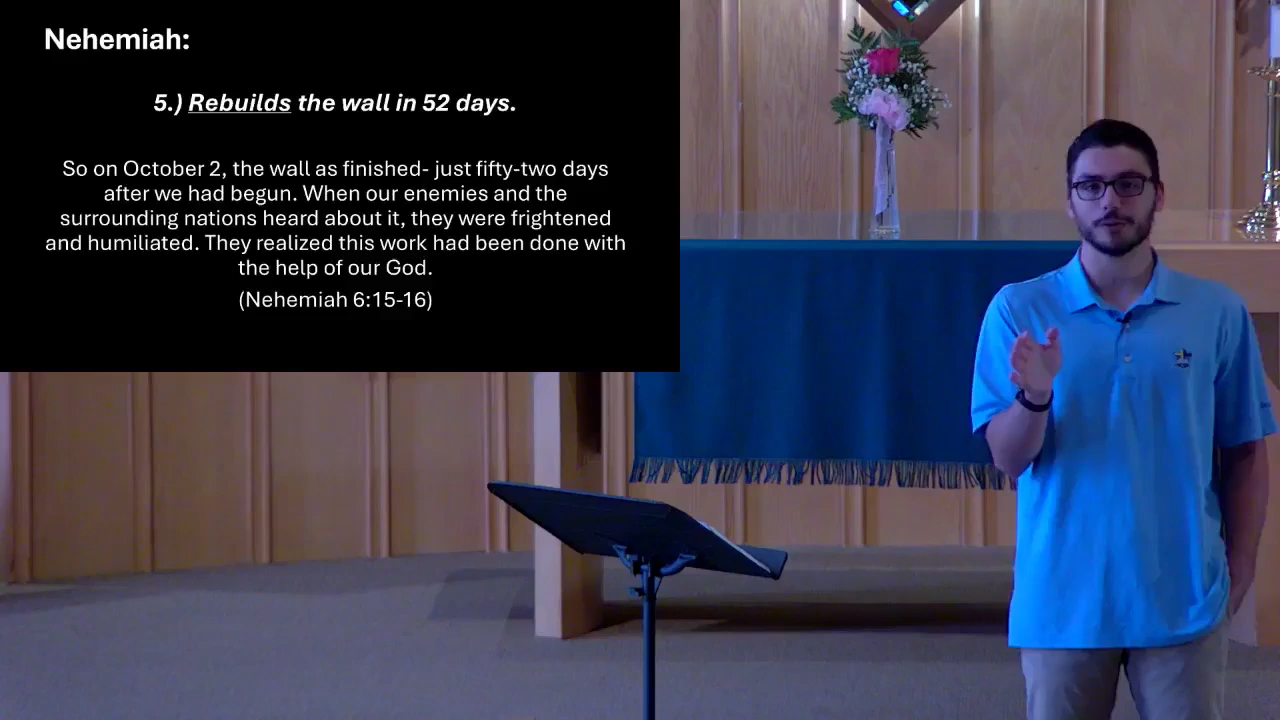 Nehemiah:
5.) Rebuilds the wall in 52 days.
So on October 2, the wall as finished- just fifty-two days
after we had begun. When our enemies and the
surrounding nations heard about it, they were frightened
and humiliated. They realized this work had been done with
the help of our God.
(Nehemiah 6:15-16)